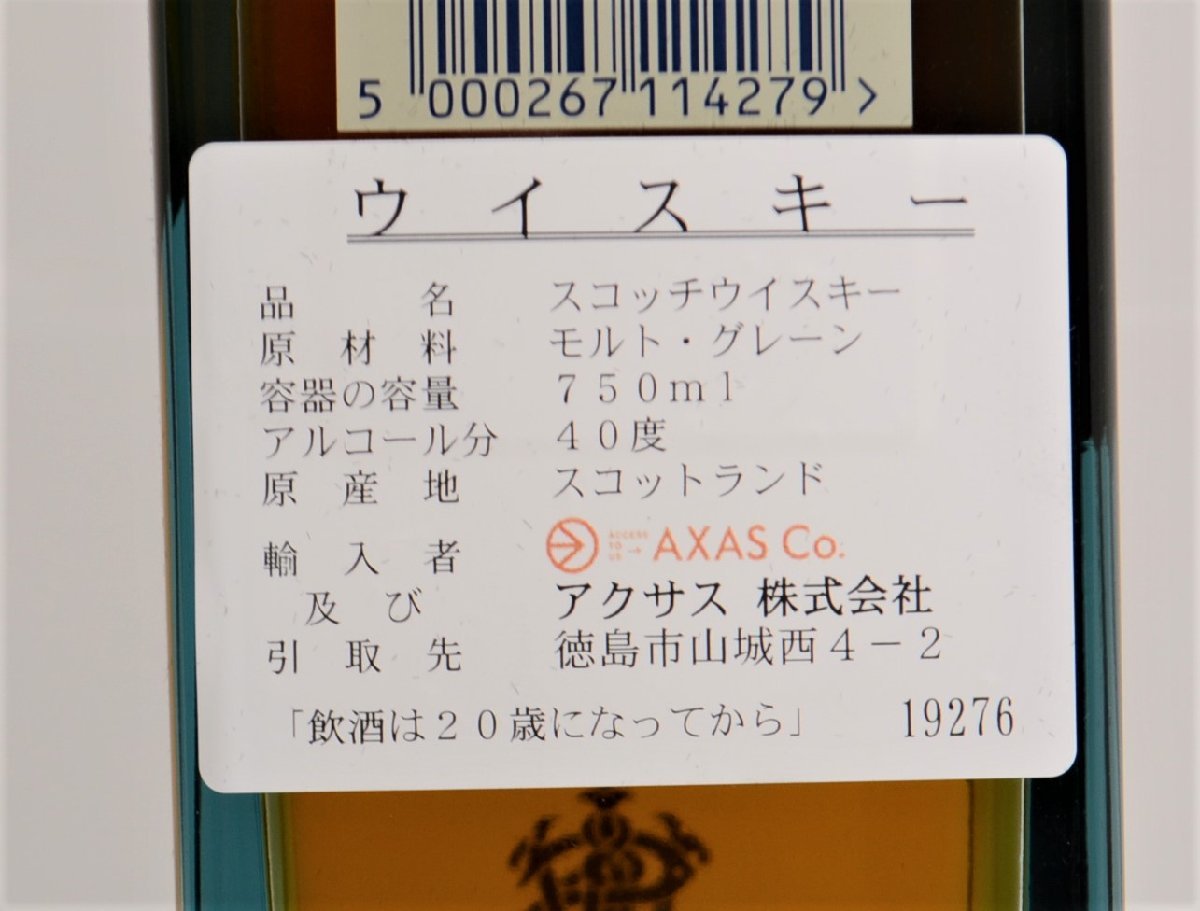 5 000267 114279 >
ウイスキー
品名 スコッチウイスキー
原材料 モルト・グレーン
容器の容量 750ml
アルコール分 40度
原産地 スコットランド
輸入者 ACCESS TO US → AXAS Co.
及び アクサス 株式会社
引取先 徳島市山城西4-2
「飲酒は20歳になってから」 19276